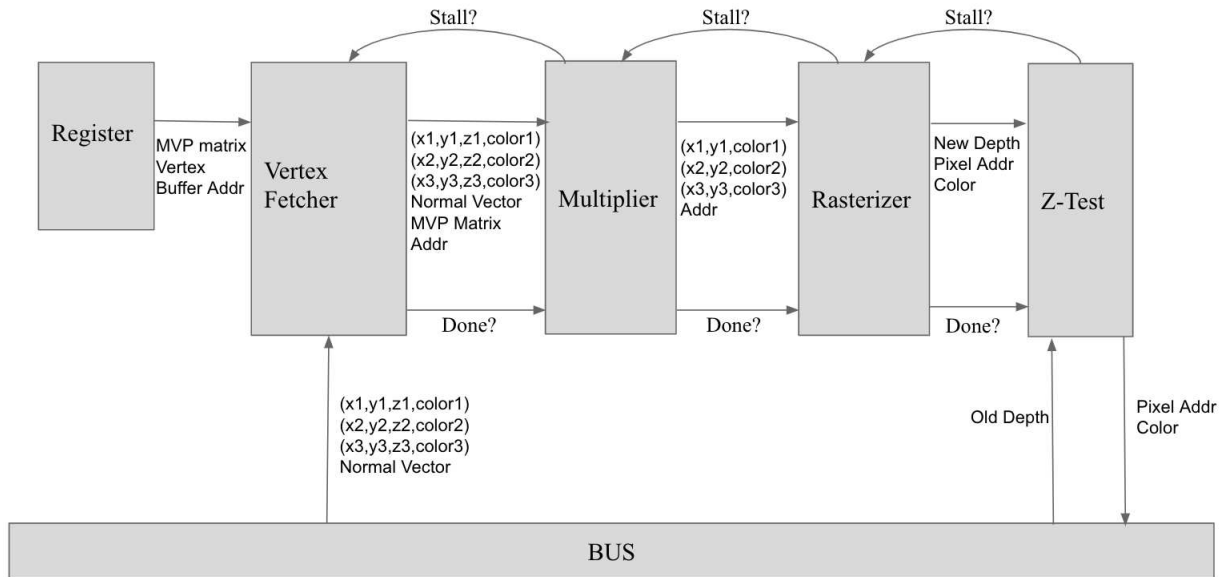 Stall?
Stall?
Stall?
Register
MVP matrix
Vertex
Buffer Addr
Vertex
Fetcher
(x1,y1,z1,color1)
(x2,y2,z2,color2)
(x3,y3,z3,color3)
Normal Vector
MVP Matrix
Addr
Multiplier
(x1,y1,color1)
(x2,y2,color2)
(x3,y3,color3)
Addr
Rasterizer
New Depth
Pixel Addr
Color
Z-Test
Done?
Done?
Done?
(x1,y1,z1,color1)
(x2,y2,z2,color2)
(x3,y3,z3,color3)
Normal Vector
Old Depth
Pixel Addr
Color
BUS